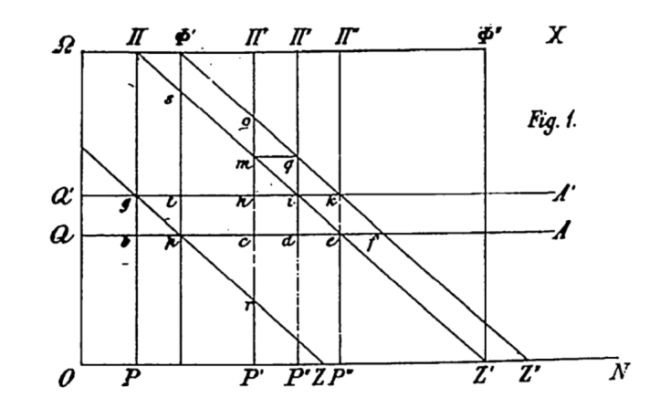 Ω Π Φ' Π' Π'' Π''' Φ'' X
s
o Fig. 1.
m q
Q' g l n i k A'
Q b h c d e f A
r
O P P' P'' Z P''' Z' Z'' N